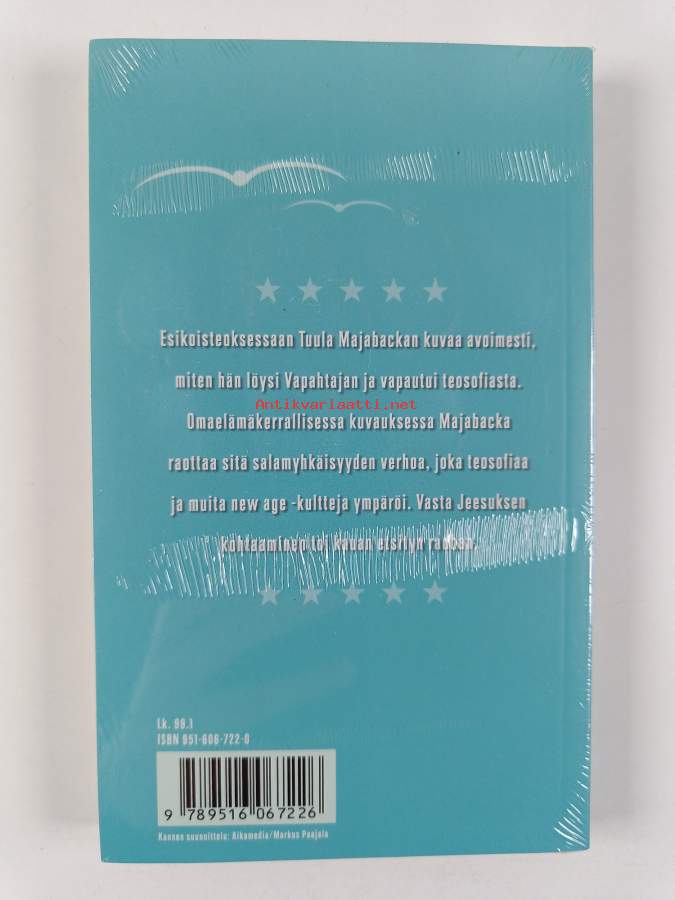 Esikoisteoksessaan Tuula Majabackan kuvaa avoimesti,
miten hän löysi Vapahtajan ja vapautui teosofiasta.
Antikvariaatti.net
Omaelämäkerrallisessa kuvauksessa Majabacka
raottaa sitä salamyhkäisyyden verhoa, joka teosofiaa
ja muita new age -kultteja ympäröi. Vasta Jeesuksen
kohtaaminen toi kauan etsityn rauhan.
(k. 99.)
ISBN 951-606-722-0
9 789516 067226
Kannen suunnittelu: Aikamedia/Markus Paajala